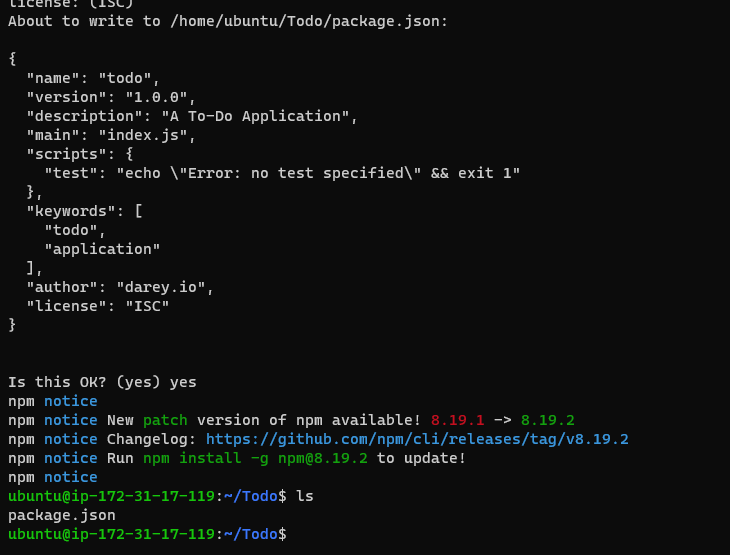 license: (ISC)
About to write to /home/ubuntu/Todo/package.json:

{
  "name": "todo",
  "version": "1.0.0",
  "description": "A To-Do Application",
  "main": "index.js",
  "scripts": {
    "test": "echo \"Error: no test specified\" && exit 1"
  },
  "keywords": [
    "todo",
    "application"
  ],
  "author": "darey.io",
  "license": "ISC"
}

Is this OK? (yes) yes
npm notice
npm notice New patch version of npm available! 8.19.1 -> 8.19.2
npm notice Changelog: https://github.com/npm/cli/releases/tag/v8.19.2
npm notice Run npm install -g npm@8.19.2 to update!
npm notice
ubuntu@ip-172-31-17-119:~/Todo$ ls
package.json
ubuntu@ip-172-31-17-119:~/Todo$